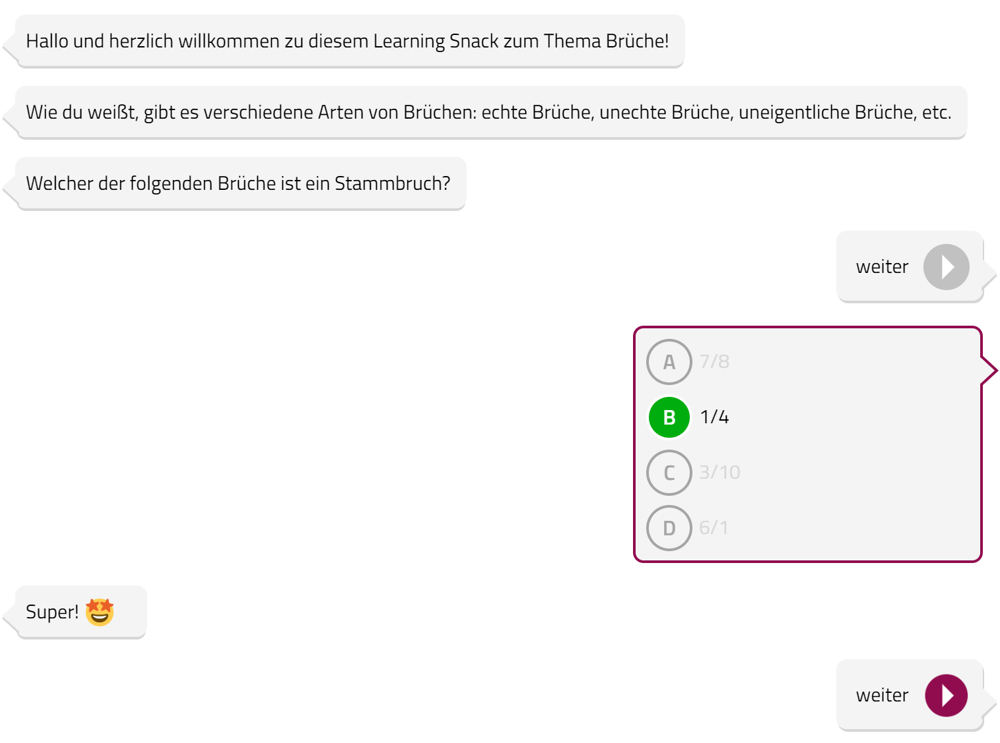 Hallo und herzlich willkommen zu diesem Learning Snack zum Thema Brüche!
Wie du weißt, gibt es verschiedene Arten von Brüchen: echte Brüche, unechte Brüche, uneigentliche Brüche, etc.
Welcher der folgenden Brüche ist ein Stammbruch?
weiter
A 7/8
B 1/4
C 3/10
D 6/1
Super!
weiter